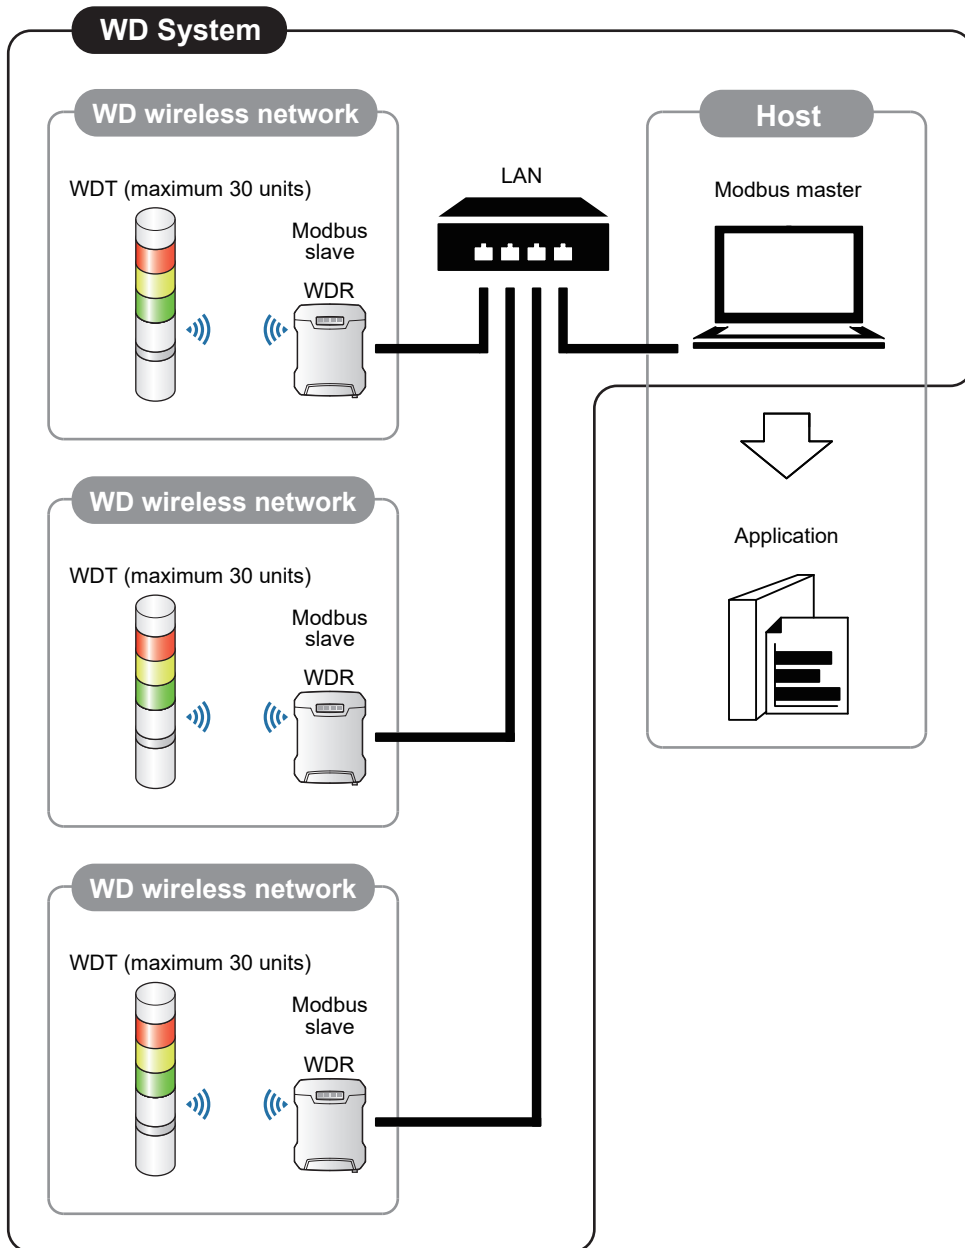 WD System
WD wireless network
WDT (maximum 30 units)
Modbus
slave
WDR
LAN
Host
Modbus master
Application
WD wireless network
WDT (maximum 30 units)
Modbus
slave
WDR
WD wireless network
WDT (maximum 30 units)
Modbus
slave
WDR